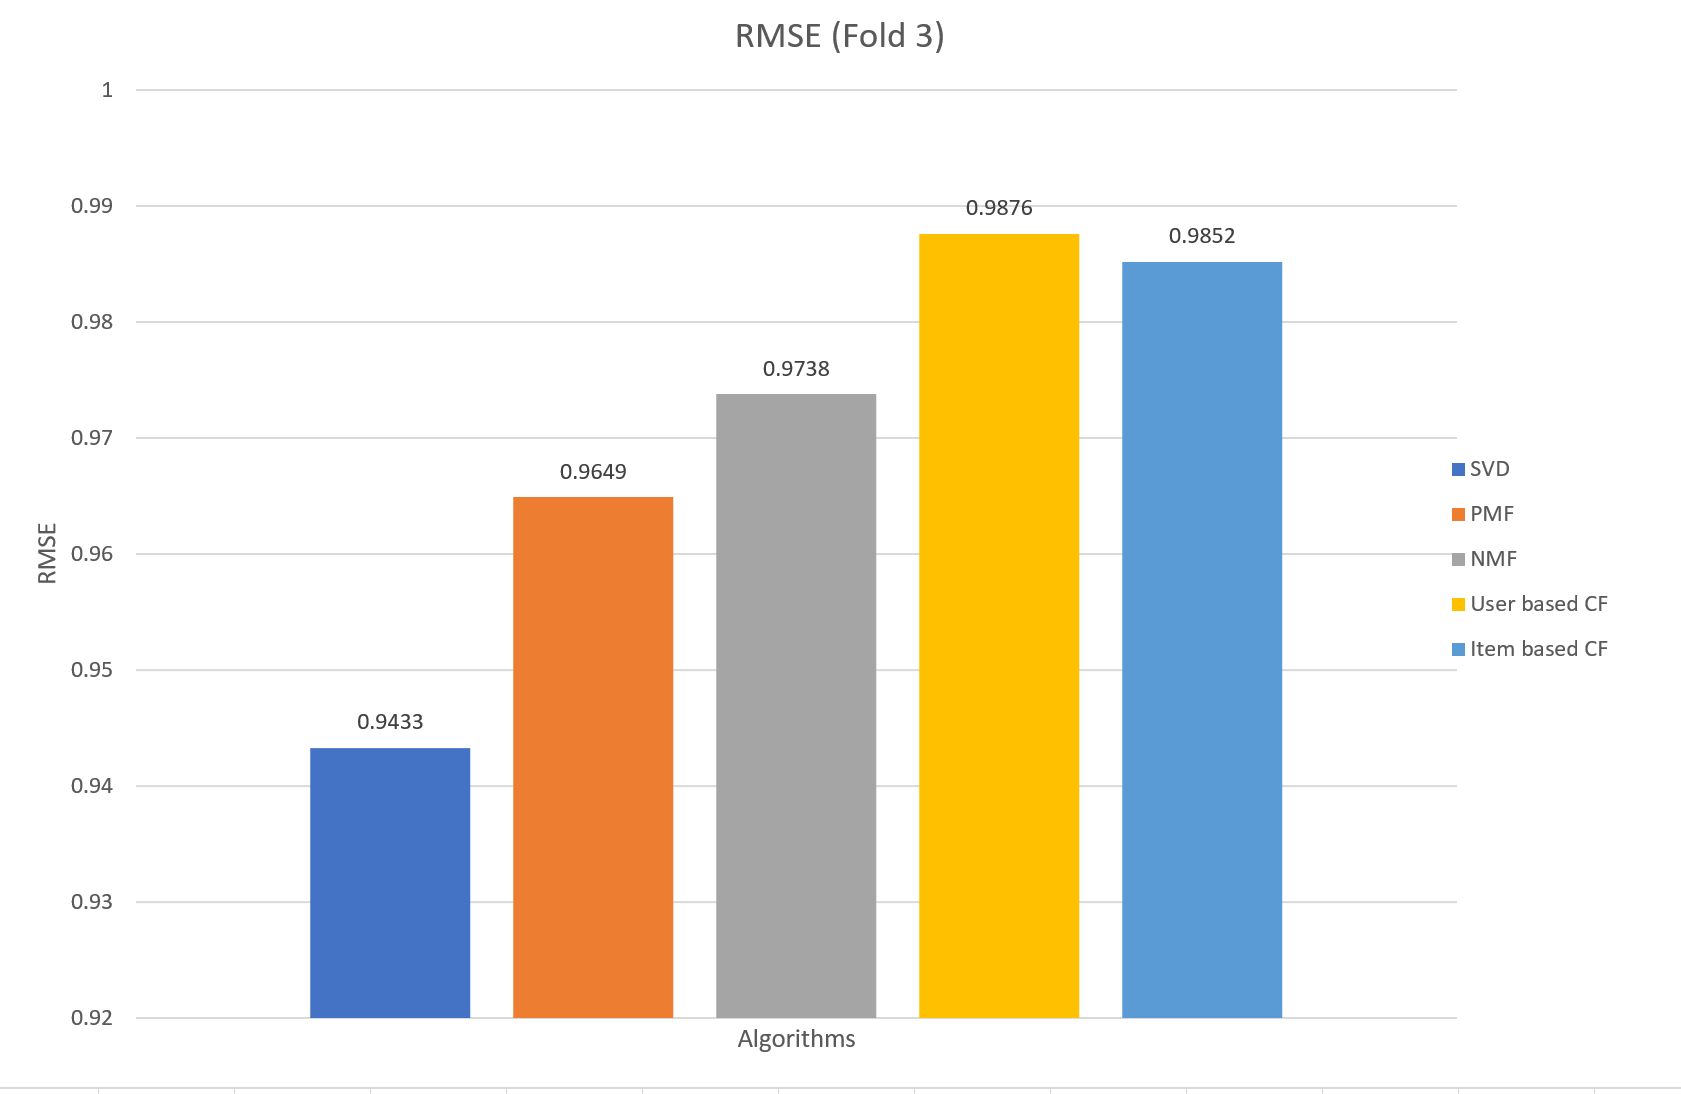 RMSE (Fold 3)
1
0.99
0.98
0.97
0.96
0.95
0.94
0.93
0.92
RMSE
0.9433
0.9649
0.9738
0.9876
0.9852
Algorithms
SVD
PMF
NMF
User based CF
Item based CF